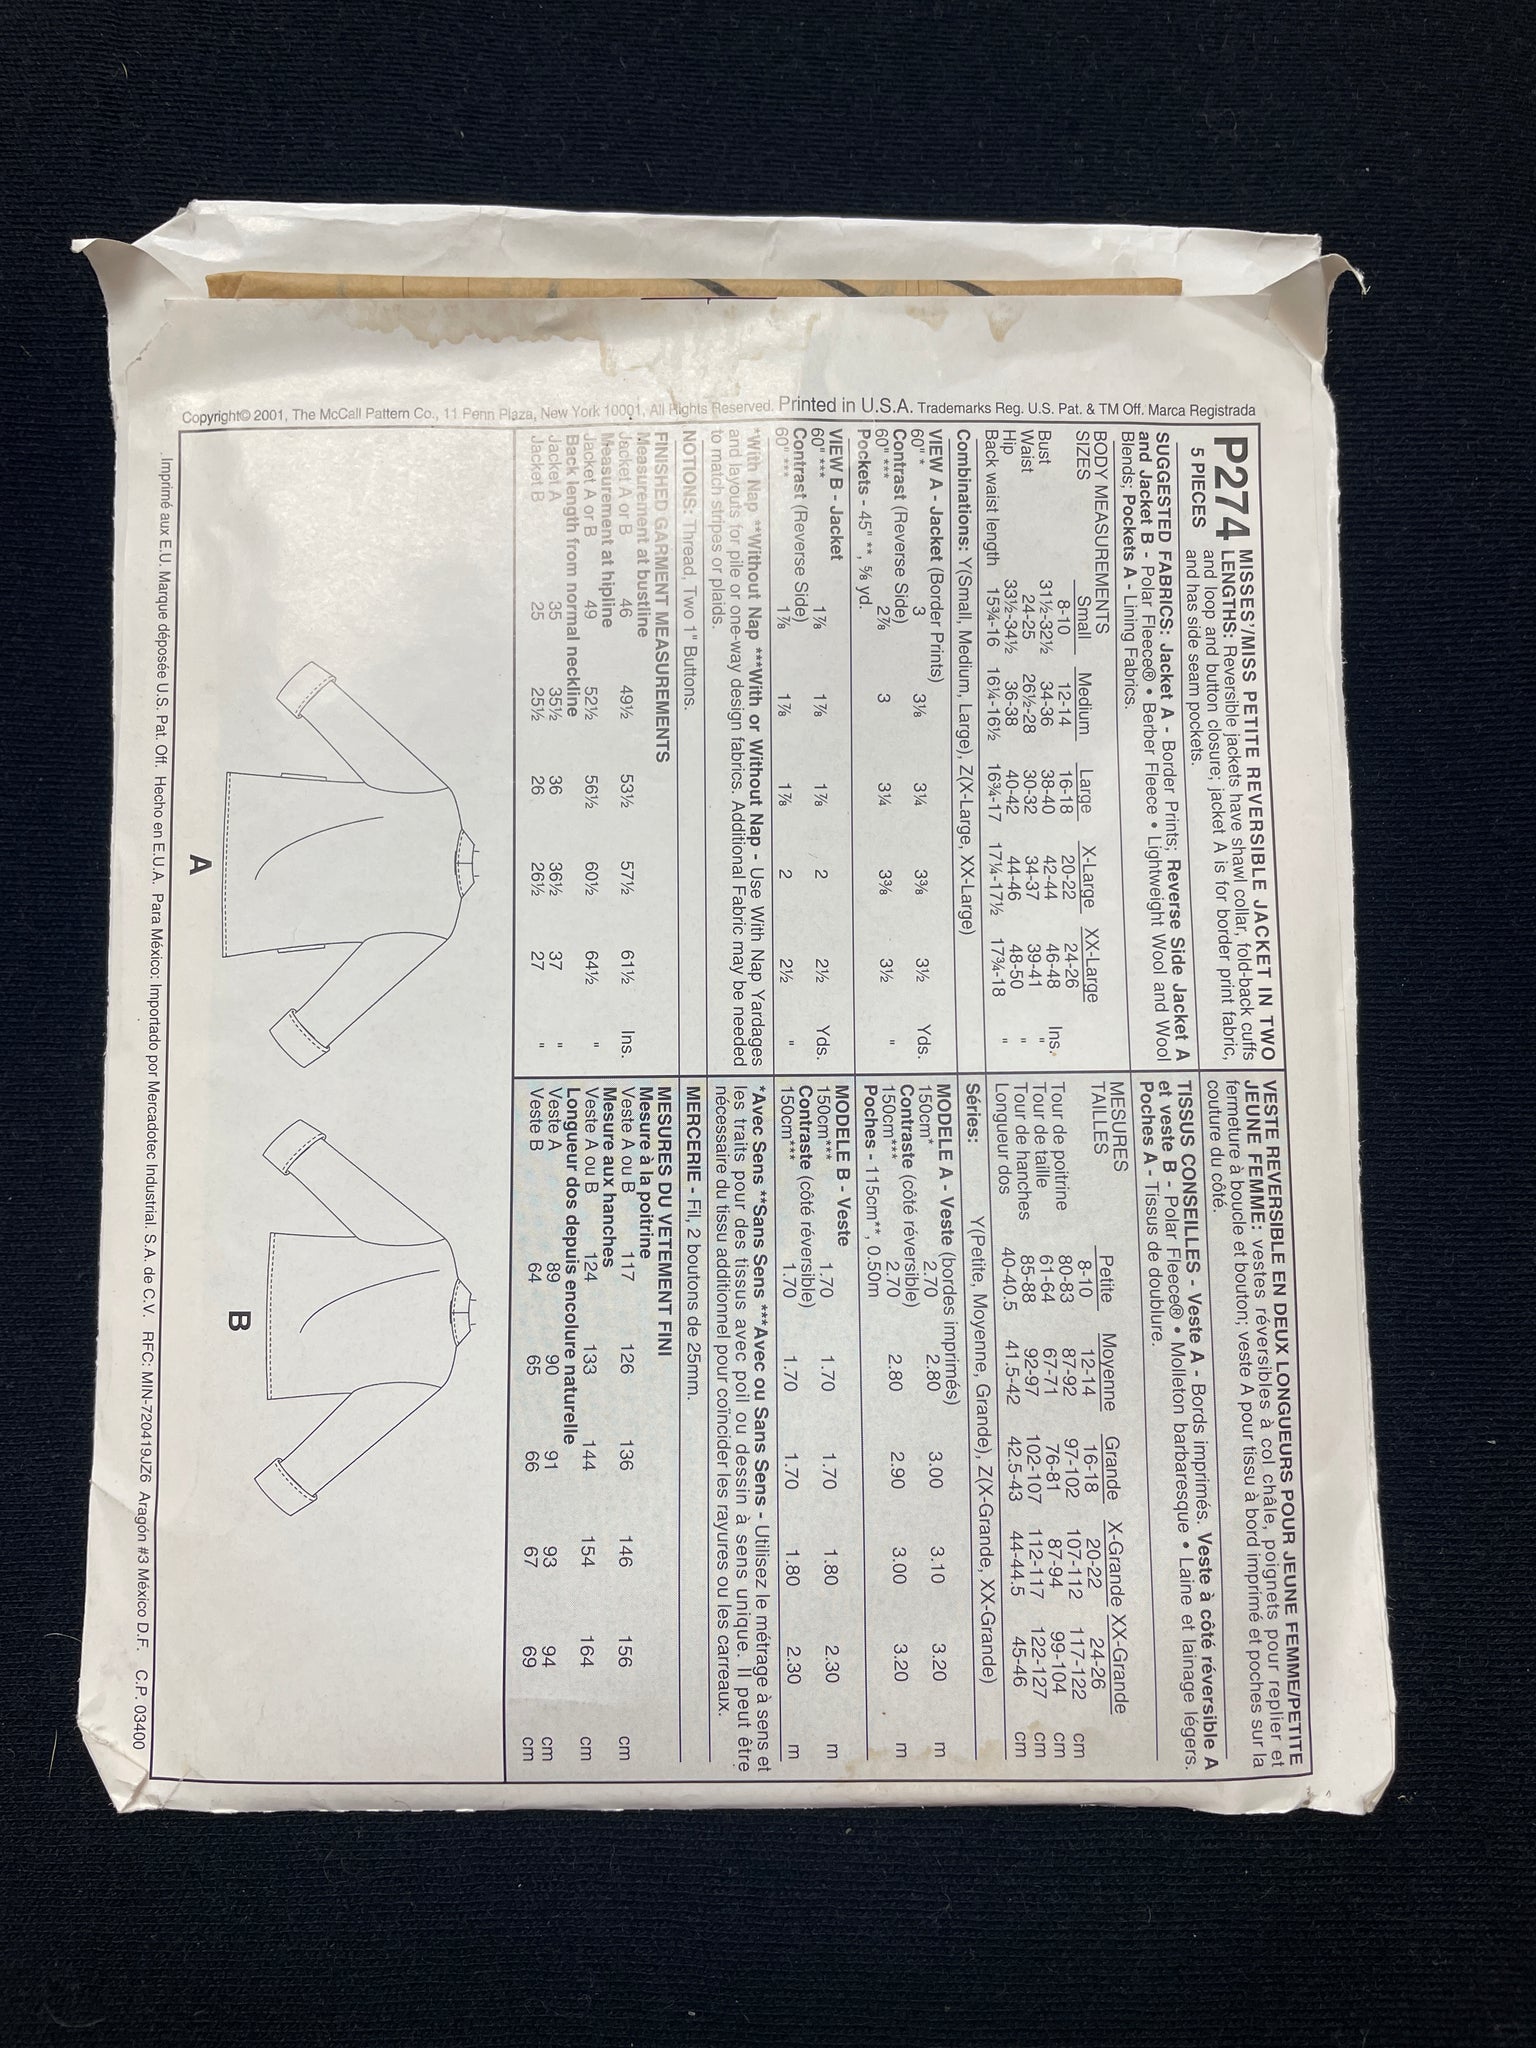 Copyright© 2001, The McCall Pattern Co., 11 Penn Plaza, New York 10001, All Rights Reserved. Printed in U.S.A. Trademarks Reg. U.S. Pat. & TM Off. Marca Registrada
P274
5 PIECES
MISSES'/MISS PETITE REVERSIBLE JACKET IN TWO
LENGTHS: Reversible jackets have shawl collar, fold-back cuffs
and loop and button closure; jacket A is for border print fabric,
and has side seam pockets.
SUGGESTED FABRICS: Jacket A - Border Prints; Reverse Side Jacket A
and Jacket B - Polar Fleece® • Berber Fleece • Lightweight Wool and Wool
Blends; Pockets A - Lining Fabrics.
BODY MEASUREMENTS Small Medium Large X-Large XX-Large
SIZES 8-10 12-14 16-18 20-22 24-26
Bust 31½-32½ 34-36 38-40 42-44 46-48 Ins.
Waist 24-25 26½-28 30-32 34-37 39-41 "
Hip 33½-34½ 36-38 40-42 44-46 48-50 "
Back waist length 15¾-16 16¼-16½ 16¾-17 17¼-17½ 17¾-18 "
Combinations: Y(Small, Medium, Large), Z(X-Large, XX-Large)
VIEW A - Jacket (Border Prints)
60" * 3 3⅛ 3¼ 3⅜ 3½ Yds.
Contrast (Reverse Side)
60" *** 2⅞ 3 3¼ 3⅜ 3½ "
Pockets - 45" **, ⅝ yd.
VIEW B - Jacket
60" *** 1⅞ 1⅞ 1⅞ 2 2½ Yds.
Contrast (Reverse Side)
60" *** 1⅞ 1⅞ 1⅞ 2 2½ "
*With Nap **Without Nap ***With or Without Nap - Use With Nap Yardages
and layouts for pile or one-way design fabrics. Additional Fabric may be needed
to match stripes or plaids.
NOTIONS: Thread, Two 1" Buttons.
FINISHED GARMENT MEASUREMENTS
Measurement at bustline
Jacket A or B 46 49½ 53½ 57½ 61½ Ins.
Measurement at hipline
Jacket A or B 49 52½ 56½ 60½ 64½ "
Back length from normal neckline
Jacket A 35 35½ 36 36½ 37 "
Jacket B 25 25½ 26 26½ 27 "
VESTE REVERSIBLE EN DEUX LONGUEURS POUR JEUNE FEMME/PETITE
JEUNE FEMME: vestes réversibles à col châle, poignets pour replier et
fermeture à boucle et bouton; veste A pour tissu à bord imprimé et poches sur la
couture du côté.
TISSUS CONSEILLES - Veste A - Bords imprimés. Veste à côté réversible A
et veste B - Polar Fleece® • Molleton barbaresque • Laine et lainage légers.
Poches A - Tissus de doublure.
MESURES Petite Moyenne Grande X-Grande XX-Grande
TAILLES 8-10 12-14 16-18 20-22 24-26
Tour de poitrine 80-83 87-92 97-102 107-112 117-122 cm
Tour de taille 61-64 67-71 76-81 87-94 99-104 cm
Tour de hanches 85-88 92-97 102-107 112-117 122-127 cm
Longueur dos 40-40.5 41.5-42 42.5-43 44-44.5 45-46 cm
Séries: Y(Petite, Moyenne, Grande), Z(X-Grande, XX-Grande)
MODELE A - Veste (bordes imprimés)
150cm* 2.70 2.80 3.00 3.10 3.20 m
Contraste (côté réversible)
150cm*** 2.70 2.80 2.90 3.00 3.20 m
Poches - 115cm**, 0.50m
MODELE B - Veste
150cm*** 1.70 1.70 1.70 1.80 2.30 m
Contraste (côté réversible)
150cm*** 1.70 1.70 1.70 1.80 2.30 m
*Avec Sens **Sans Sens ***Avec ou Sans Sens - Utilisez le métrage à sens et
les traits pour des tissus avec poil ou dessin à sens unique. Il peut être
nécessaire du tissu additionnel pour coïncider les rayures ou les carreaux.
MERCERIE - Fil, 2 boutons de 25mm.
MESURES DU VETEMENT FINI
Mesure à la poitrine
Veste A ou B 117 126 136 146 156 cm
Mesure aux hanches
Veste A ou B 124 133 144 154 164 cm
Longueur dos depuis encolure naturelle
Veste A 89 90 91 93 94 cm
Veste B 64 65 66 67 69 cm
A
B
Imprimé aux E.U. Marque déposée U.S. Pat. Off. Hecho en E.U.A. Para México: Importado por Mercadotec Industrial. S.A. de C.V. RFC: MIN-720419JZ6 Aragón #3 México D.F. C.P. 03400